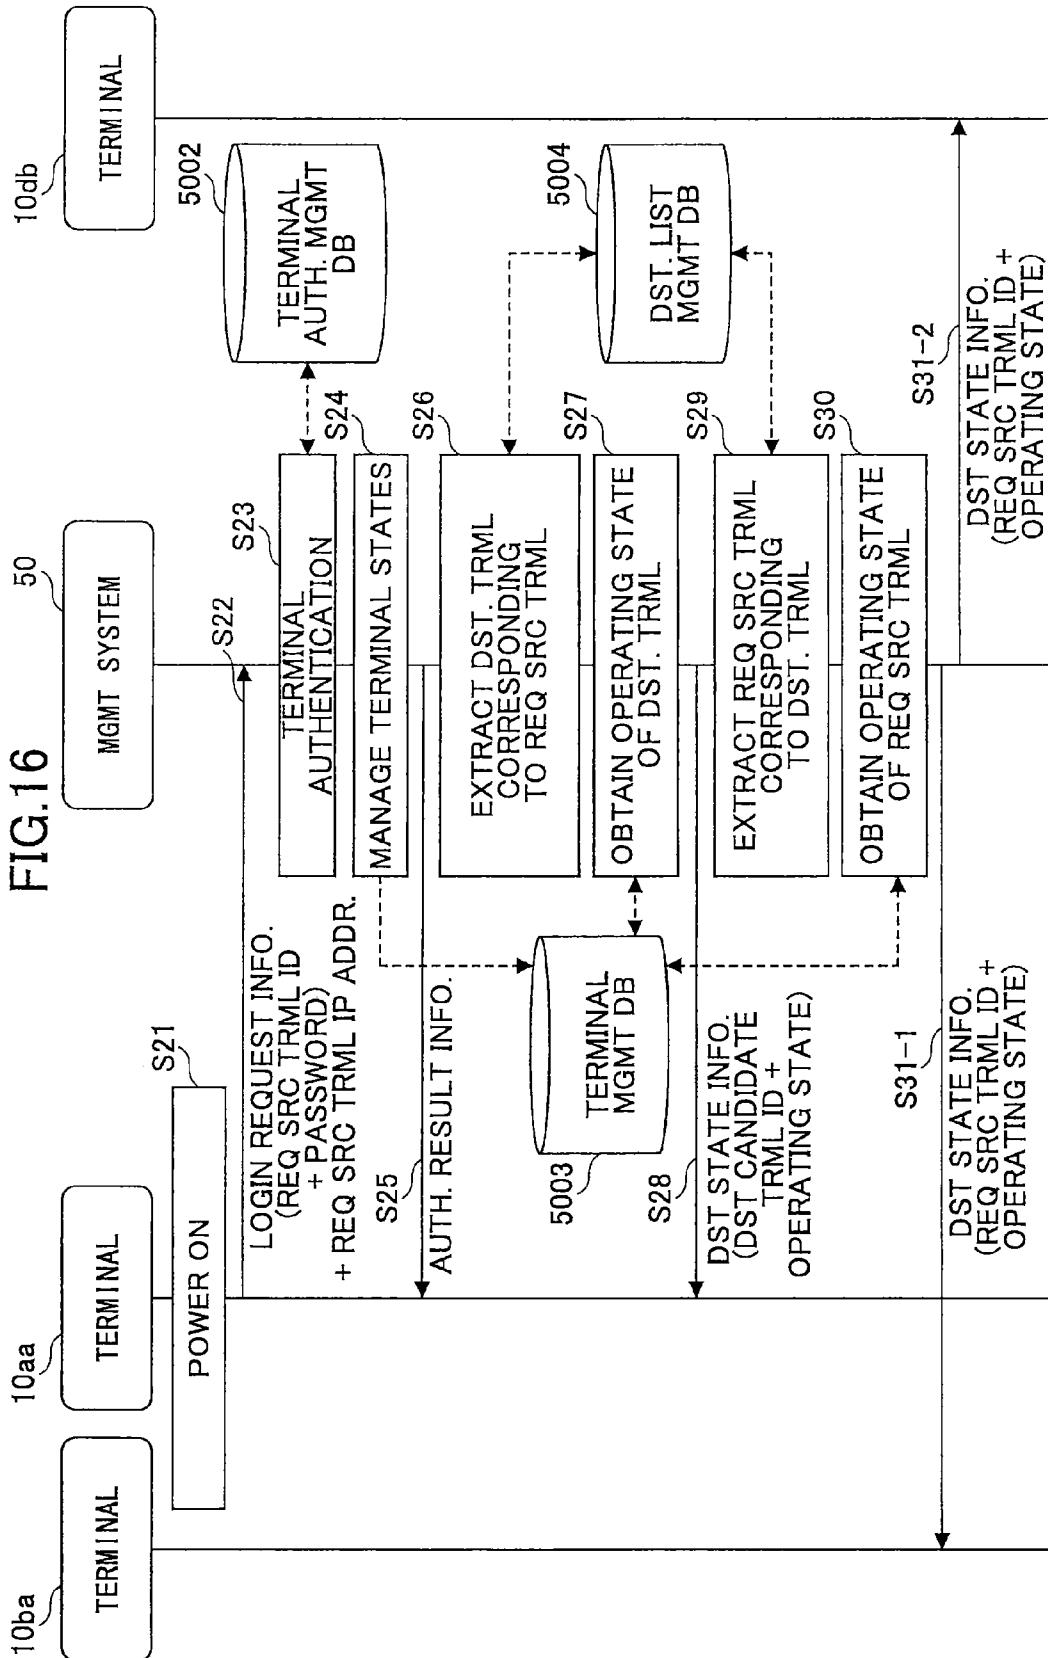 FIG.16
10ba
TERMINAL
10aa
TERMINAL
50
MGMT SYSTEM
10db
TERMINAL
S21
POWER ON
S22
LOGIN REQUEST INFO.
(REQ SRC TRML ID
+ PASSWORD)
+ REQ SRC TRML IP ADDR.
S23
TERMINAL
AUTHENTICATION
5002
TERMINAL
AUTH. MGMT
DB
S24
MANAGE TERMINAL STATES
S25
AUTH. RESULT INFO.
S26
EXTRACT DST. TRML
CORRESPONDING
TO REQ SRC TRML
5003
TERMINAL
MGMT DB
5004
DST. LIST
MGMT DB
S27
OBTAIN OPERATING STATE
OF DST. TRML
S28
DST STATE INFO.
(DST CANDIDATE
TRML ID +
OPERATING STATE)
S29
EXTRACT REQ SRC TRML
CORRESPONDING
TO DST. TRML
S30
OBTAIN OPERATING STATE
OF REQ SRC TRML
S31-1
DST STATE INFO.
(REQ SRC TRML ID +
OPERATING STATE)
S31-2
DST STATE INFO.
(REQ SRC TRML ID +
OPERATING STATE)